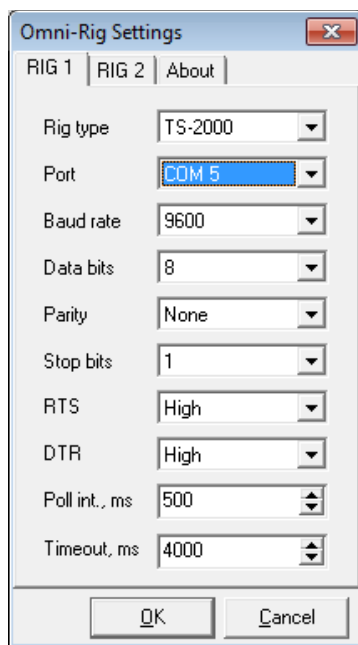 Omni-Rig Settings
RIG 1 RIG 2 About
Rig type TS-2000
Port COM 5
Baud rate 9600
Data bits 8
Parity None
Stop bits 1
RTS High
DTR High
Poll int., ms 500
Timeout, ms 4000
OK Cancel